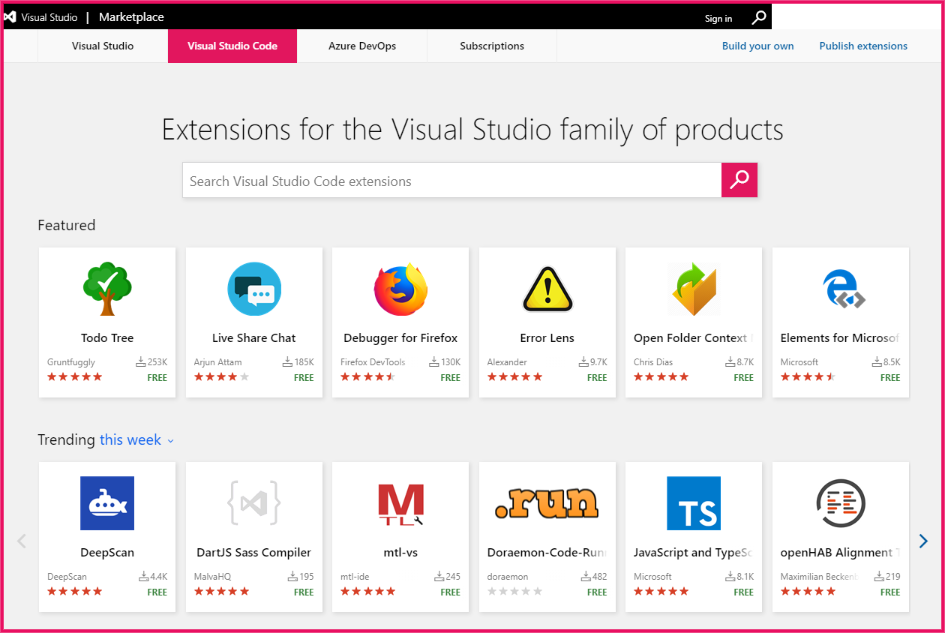 Visual Studio | Marketplace
Sign in
Visual Studio
Visual Studio Code
Azure DevOps
Subscriptions
Build your own
Publish extensions
Extensions for the Visual Studio family of products
Search Visual Studio Code extensions
Featured
Todo Tree
Gruntfuggly 253K
FREE
Live Share Chat
Arjun Attam 185K
FREE
Debugger for Firefox
Firefox DevTools 130K
FREE
Error Lens
Alexander 9.7K
FREE
Open Folder Context
Chris Dias 8.7K
FREE
Elements for Microsof
Microsoft 8.5K
FREE
Trending this week
DeepScan
DeepScan 4.4K
FREE
DartJS Sass Compiler
MalvaHQ 195
FREE
MTL
mtl-vs
mtl-ide 245
FREE
.run
Doraemon-Code-Run
doraemon 482
FREE
TS
JavaScript and TypeSc
Microsoft 8.1K
FREE
openHAB Alignment T
Maximilian Beckenb 219
FREE